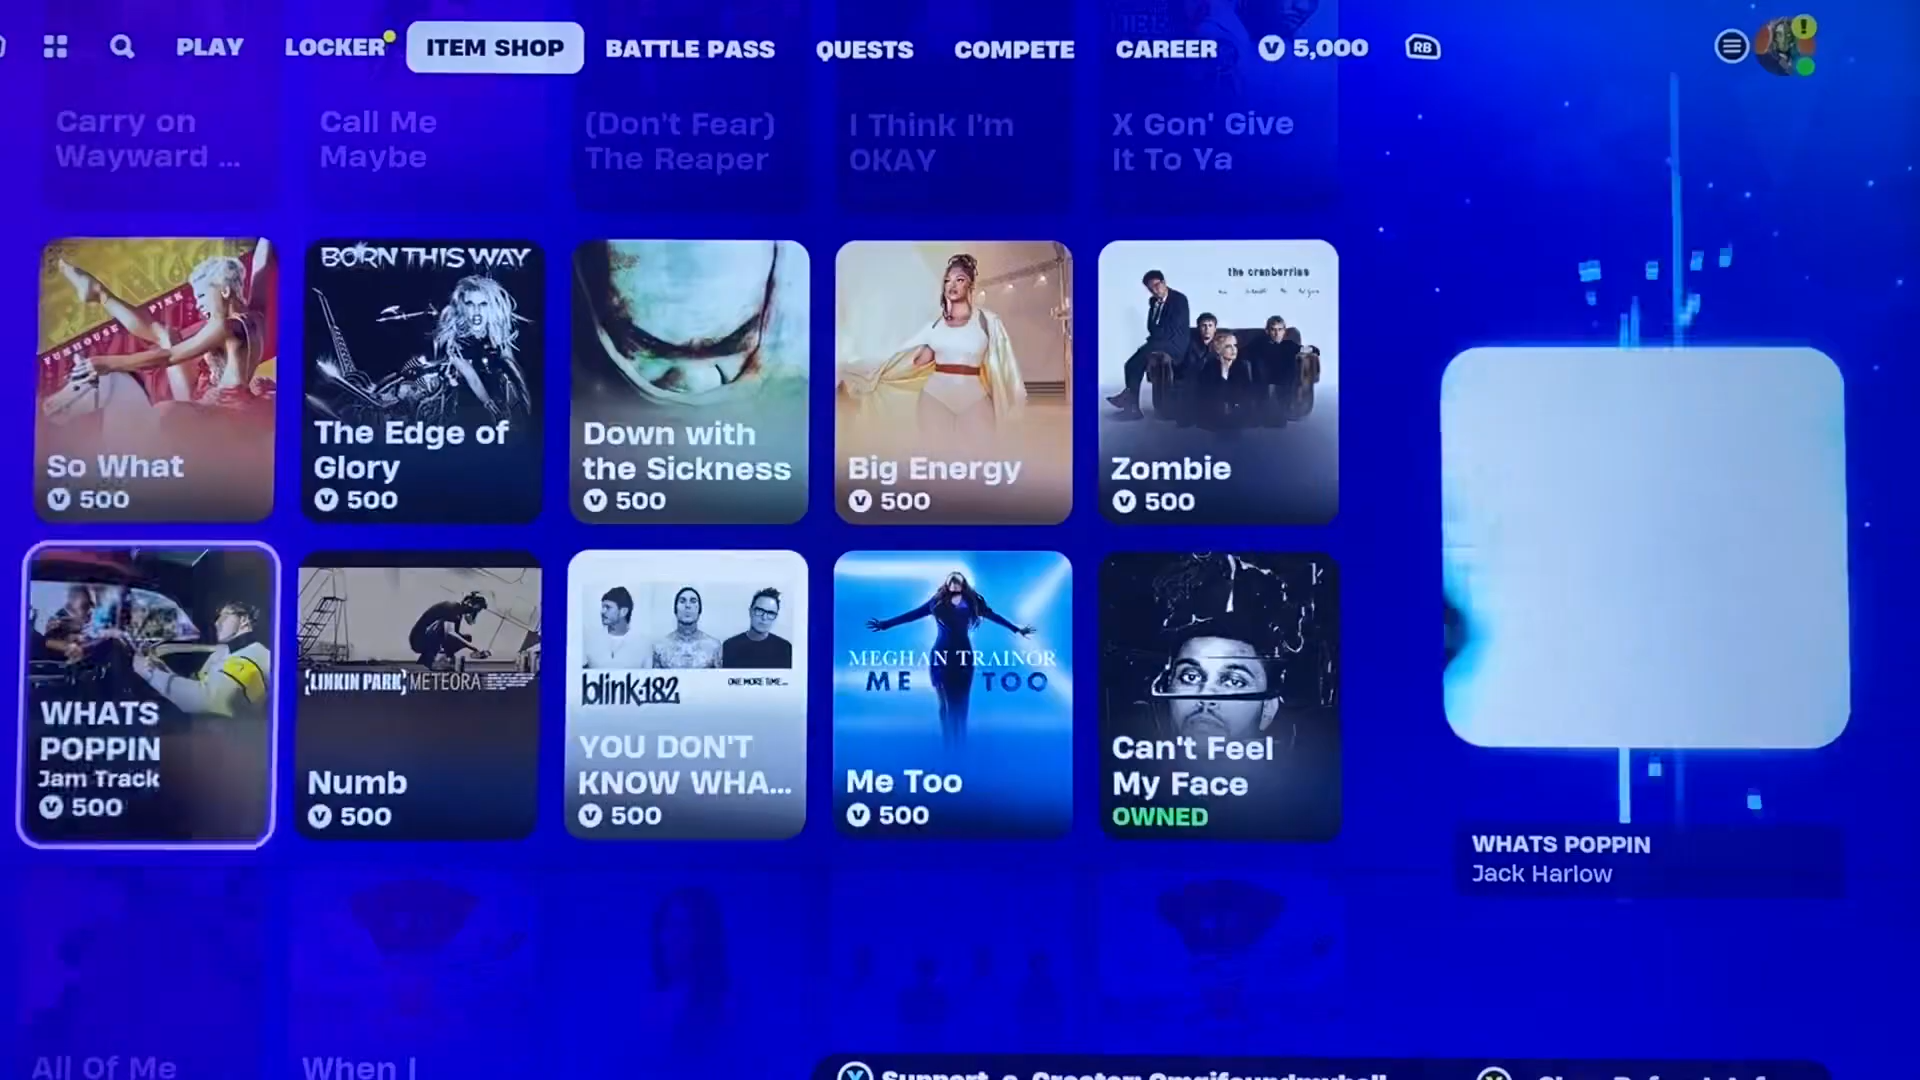 PLAY LOCKER ITEM SHOP BATTLE PASS QUESTS COMPETE CAREER V 5,000 RB
Carry on
Wayward ...
Call Me
Maybe
(Don't Fear)
The Reaper
I Think I'm
OKAY
X Gon' Give
It To Ya
FUNHOUSE PINK
So What
V 500
BORN THIS WAY
The Edge of
Glory
V 500
Down with
the Sickness
V 500
Big Energy
V 500
the cranberries
Zombie
V 500
WHATS
POPPIN
Jam Track
V 500
[LINKIN PARK] METEORA
Numb
V 500
blink-182
ONE MORE TIME...
YOU DON'T
KNOW WHA...
V 500
MEGHAN TRAINOR
ME TOO
Me Too
V 500
Can't Feel
My Face
OWNED
WHATS POPPIN
Jack Harlow
All Of Me
When I
Support a Creator: